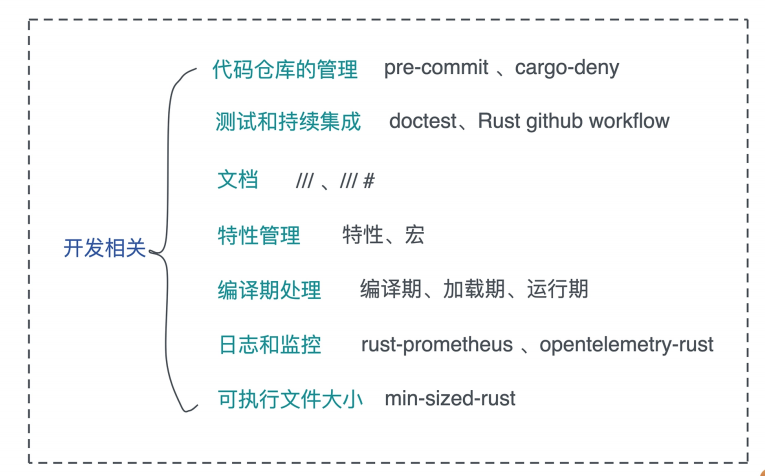 代码仓库的管理 pre-commit 、cargo-deny
测试和持续集成 doctest、Rust github workflow
文档 /// 、/// #
特性管理 特性、宏
开发相关
编译期处理 编译期、加载期、运行期
日志和监控 rust-prometheus 、opentelemetry-rust
可执行文件大小 min-sized-rust